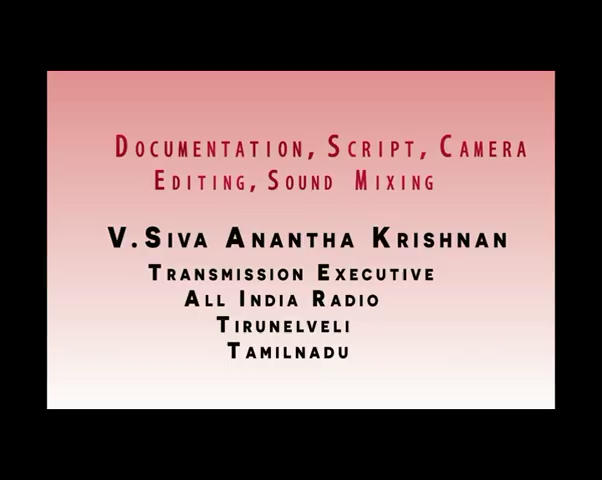 Documentation, Script, Camera
Editing, Sound Mixing
V.Siva Anantha Krishnan
Transmission Executive
All India Radio
Tirunelveli
Tamilnadu